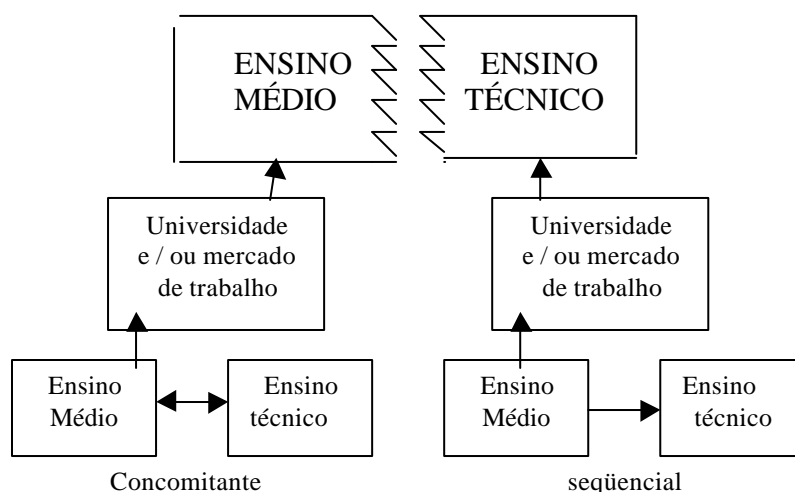 ENSINO
MÉDIO
ENSINO
TÉCNICO
Universidade
e / ou mercado
de trabalho
Universidade
e / ou mercado
de trabalho
Ensino
Médio
Ensino
técnico
Ensino
Médio
Ensino
técnico
Concomitante
seqüencial